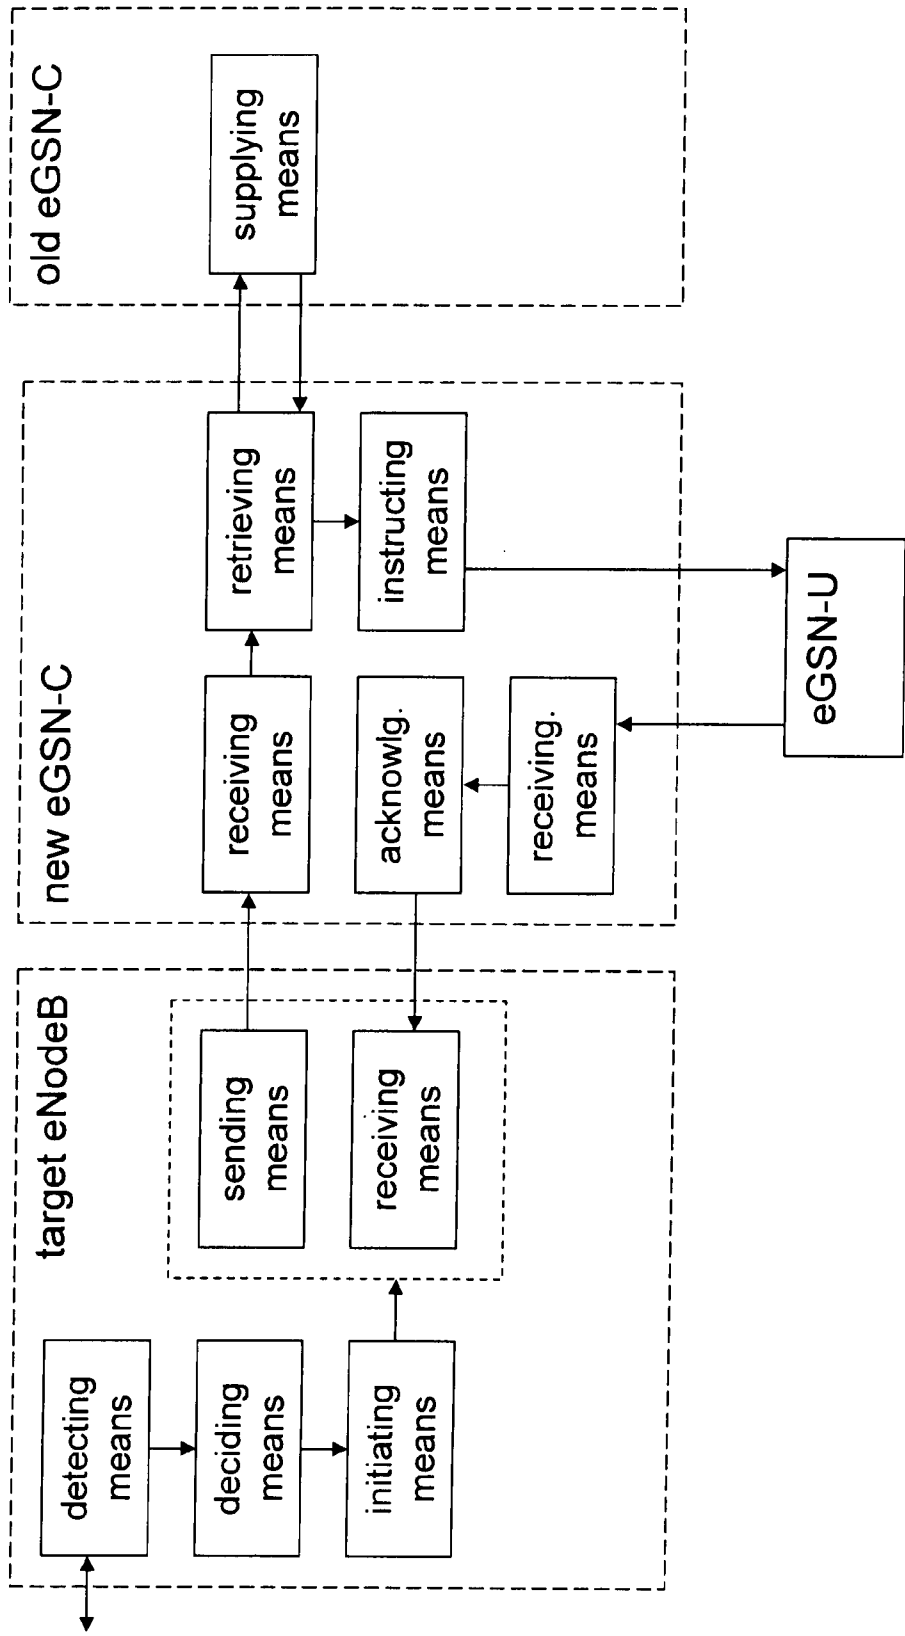 target eNodeB
detecting
means
deciding
means
initiating
means
sending
means
receiving
means
new eGSN-C
receiving
means
retrieving
means
acknowlg.
means
instructing
means
receiving.
means
old eGSN-C
supplying
means
eGSN-U